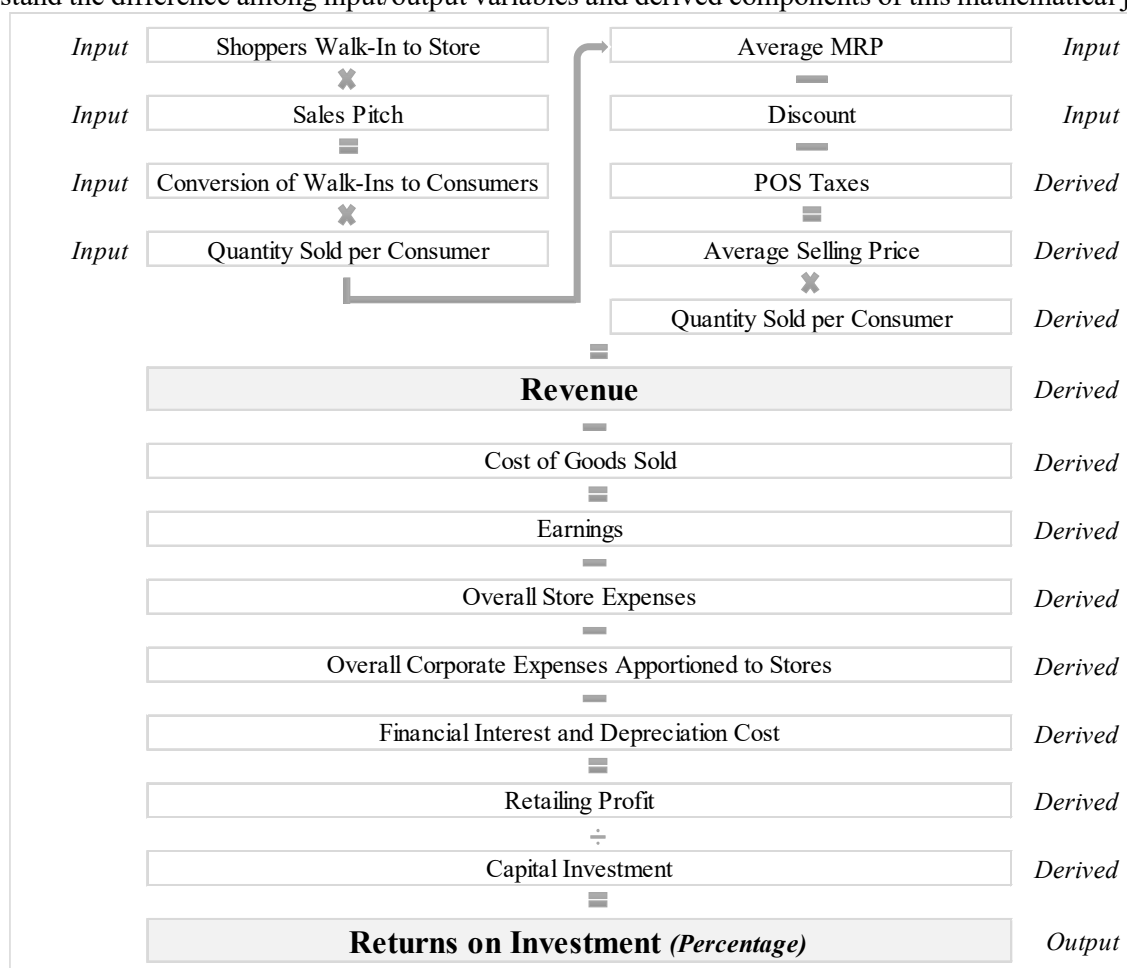 stand the difference among input/output variables and derived components of this mathematical j
Input Shoppers Walk-In to Store
×
Input Sales Pitch
=
Input Conversion of Walk-Ins to Consumers
×
Input Quantity Sold per Consumer
Average MRP Input
—
Discount Input
—
POS Taxes Derived
=
Average Selling Price Derived
×
Quantity Sold per Consumer Derived
=
Revenue Derived
—
Cost of Goods Sold Derived
=
Earnings Derived
—
Overall Store Expenses Derived
—
Overall Corporate Expenses Apportioned to Stores Derived
—
Financial Interest and Depreciation Cost Derived
=
Retailing Profit Derived
÷
Capital Investment Derived
=
Returns on Investment (Percentage) Output